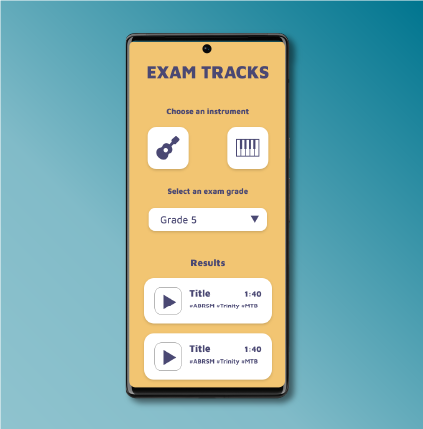 EXAM TRACKS
Choose an instrument
Select an exam grade
Grade 5
Results
Title 1:40
#ABRSM #Trinity #MTB
Title 1:40
#ABRSM #Trinity #MTB